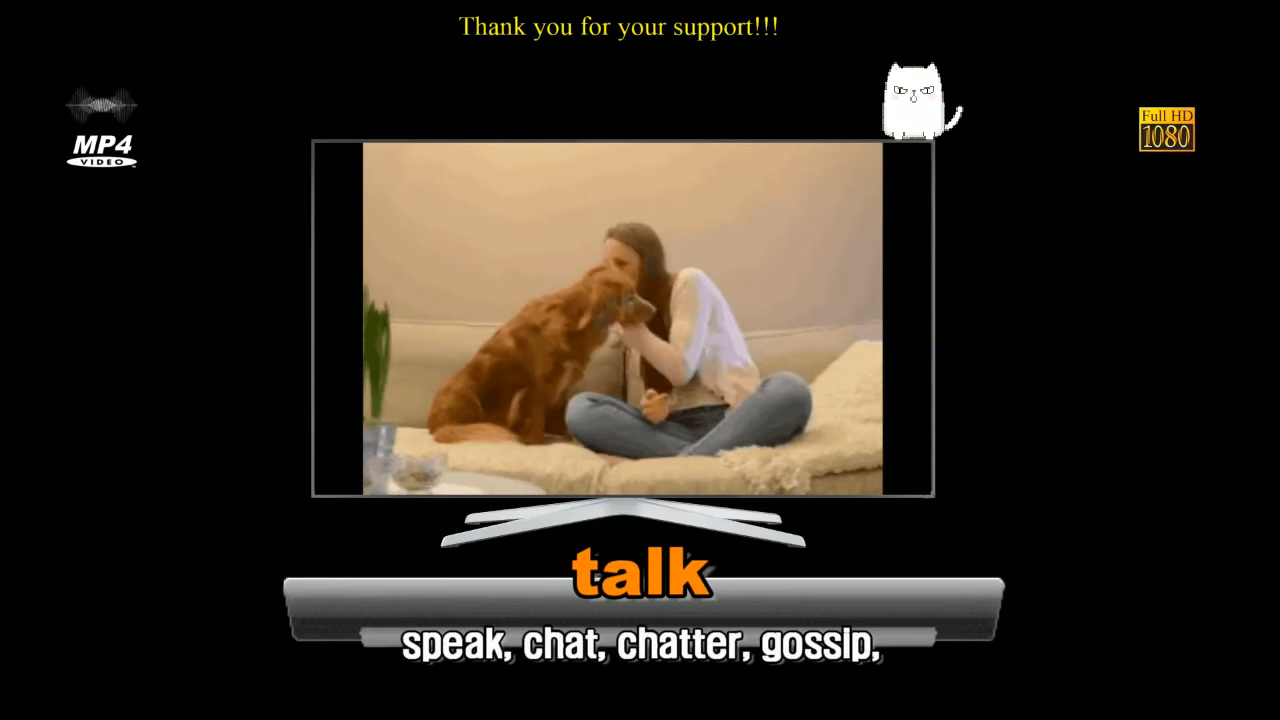 Thank you for your support!!!
MP4
VIDEO
Full HD
1080
talk
speak, chat, chatter, gossip,